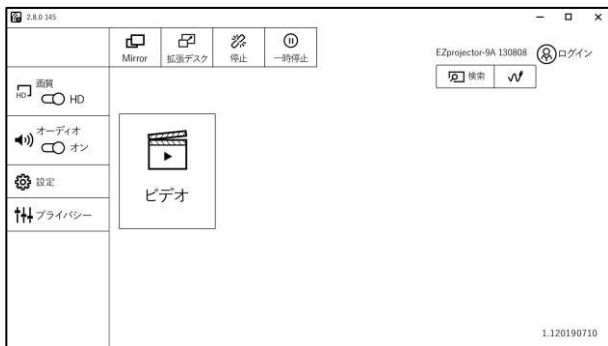 2.8.0 145
Mirror
拡張デスク
停止
一時停止
EZprojector-9A 130808
ログイン
検索
画質
HD
HD
オーディオ
オン
設定
プライバシー
ビデオ
1.120190710